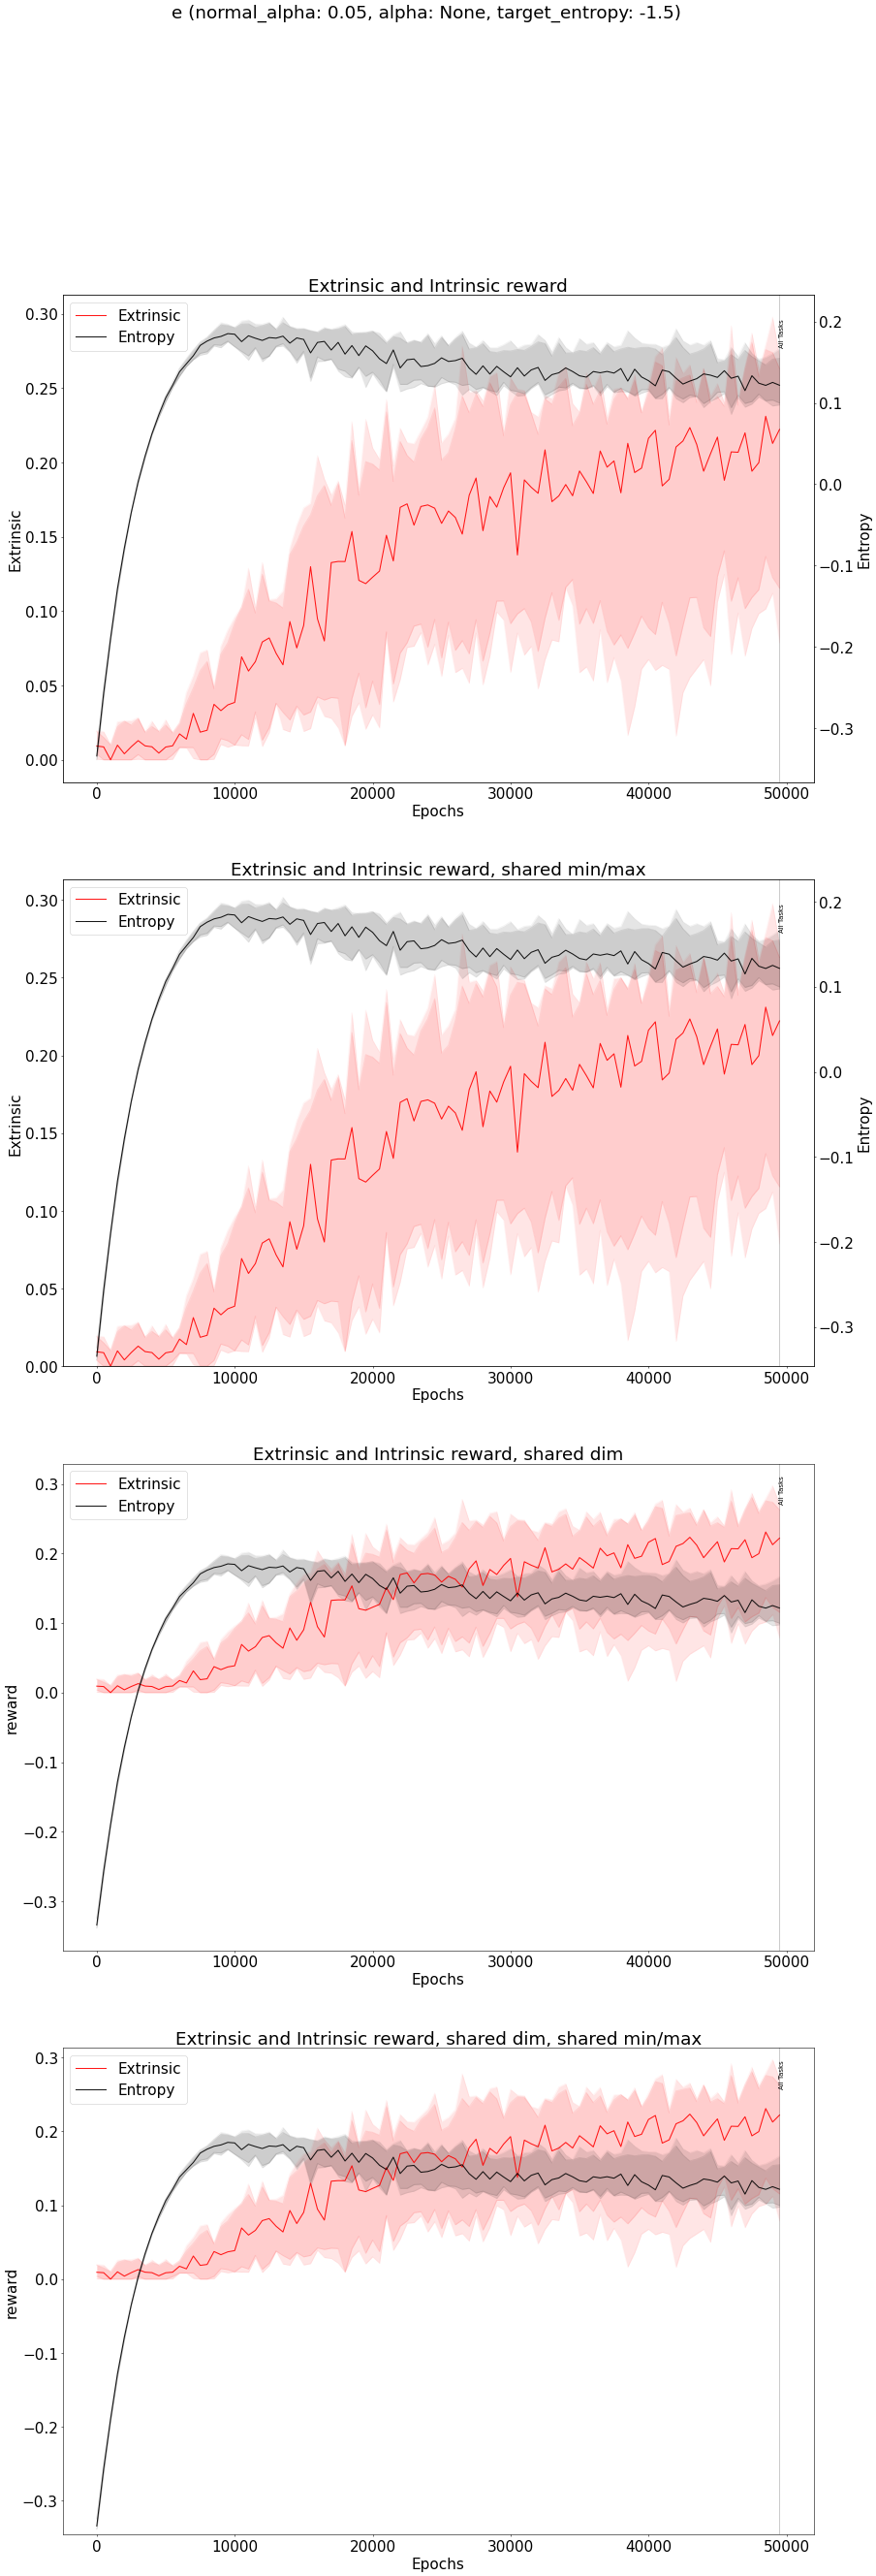 e (normal_alpha: 0.05, alpha: None, target_entropy: -1.5)
Extrinsic and Intrinsic reward
Extrinsic
Entropy
All Tasks
0.30
0.25
0.20
0.15
0.10
0.05
0.00
0.2
0.1
0.0
−0.1
−0.2
−0.3
Extrinsic
Entropy
0 10000 20000 30000 40000 50000
Epochs
Extrinsic and Intrinsic reward, shared min/max
Extrinsic
Entropy
All Tasks
0.30
0.25
0.20
0.15
0.10
0.05
0.00
0.2
0.1
0.0
−0.1
−0.2
−0.3
Extrinsic
Entropy
0 10000 20000 30000 40000 50000
Epochs
Extrinsic and Intrinsic reward, shared dim
Extrinsic
Entropy
All Tasks
0.3
0.2
0.1
0.0
−0.1
−0.2
−0.3
reward
0 10000 20000 30000 40000 50000
Epochs
Extrinsic and Intrinsic reward, shared dim, shared min/max
Extrinsic
Entropy
All Tasks
0.3
0.2
0.1
0.0
−0.1
−0.2
−0.3
reward
0 10000 20000 30000 40000 50000
Epochs